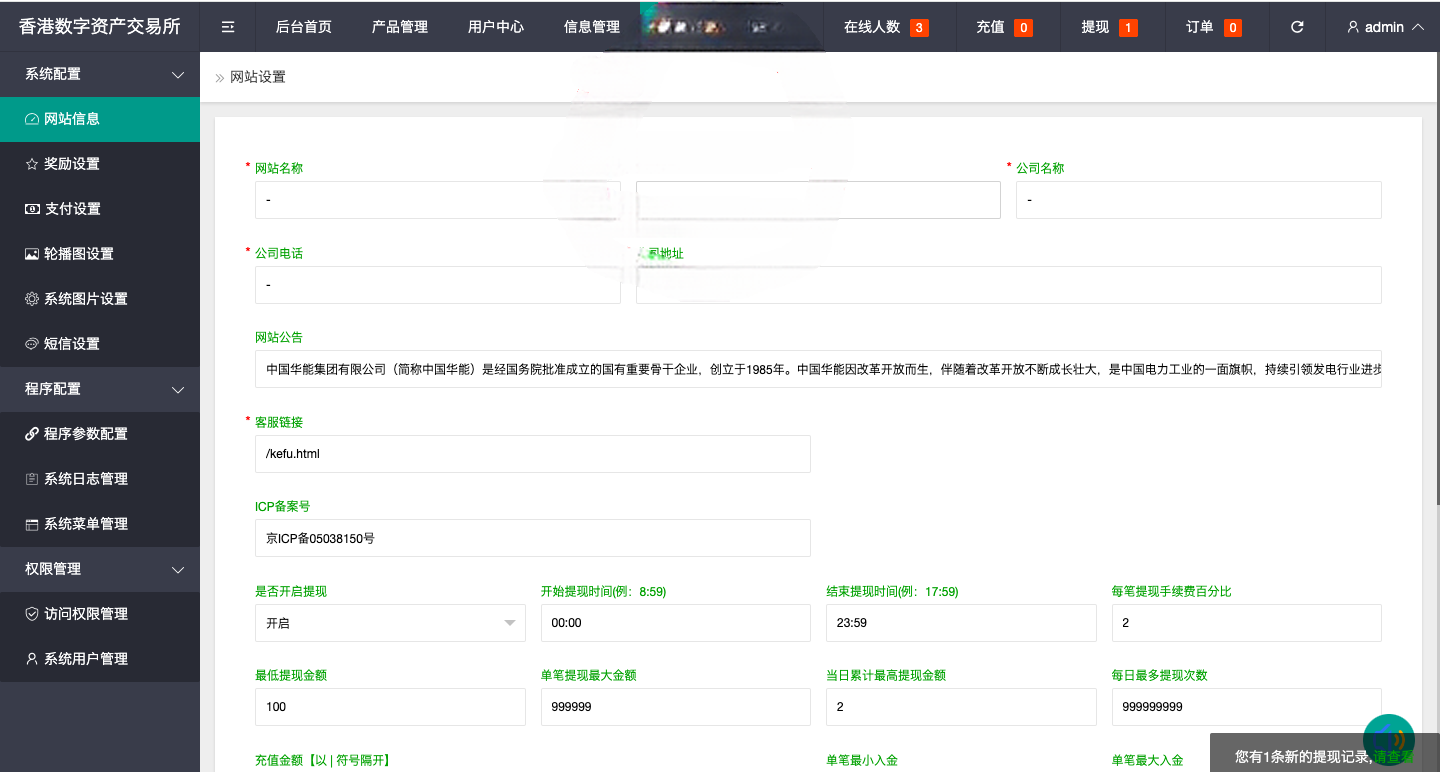 香港数字资产交易所 后台首页 产品管理 用户中心 信息管理 在线人数 3 充值 0 提现 1 订单 0 admin
系统配置
网站信息
奖励设置
支付设置
轮播图设置
系统图片设置
短信设置
程序配置
程序参数配置
系统日志管理
系统菜单管理
权限管理
访问权限管理
系统用户管理
» 网站设置
* 网站名称 * 公司名称
- -
* 公司电话 司地址
-
网站公告
中国华能集团有限公司（简称中国华能）是经国务院批准成立的国有重要骨干企业，创立于1985年。中国华能因改革开放而生，伴随着改革开放不断成长壮大，是中国电力工业的一面旗帜，持续引领发电行业进步
* 客服链接
/kefu.html
ICP备案号
京ICP备05038150号
是否开启提现 开始提现时间(例：8:59) 结束提现时间(例：17:59) 每笔提现手续费百分比
开启 00:00 23:59 2
最低提现金额 单笔提现最大金额 当日累计最高提现金额 每日最多提现次数
100 999999 2 999999999
充值金额【以 | 符号隔开】 单笔最小入金 单笔最大入金
您有1条新的提现记录,请查看